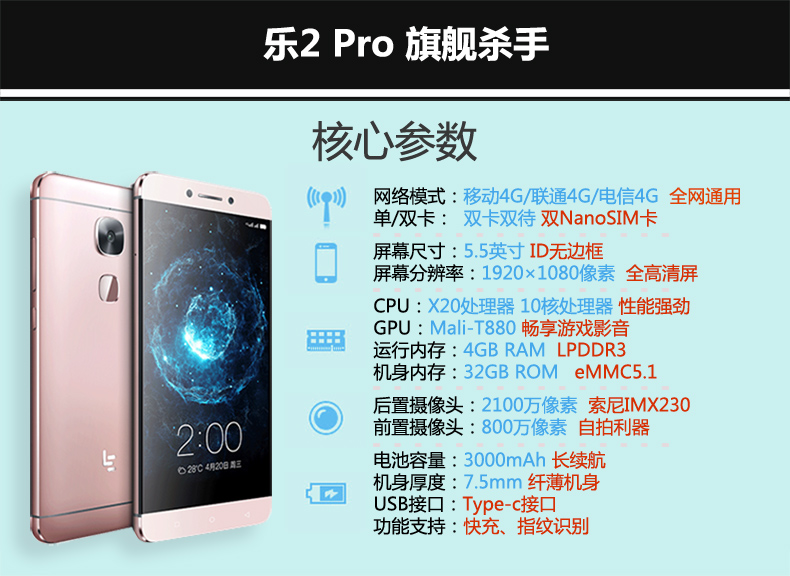 乐2 Pro 旗舰杀手
核心参数
网络模式：移动4G/联通4G/电信4G 全网通用
单/双卡： 双卡双待 双NanoSIM卡
屏幕尺寸：5.5英寸 ID无边框
屏幕分辨率：1920×1080像素 全高清屏
CPU：X20处理器 10核处理器 性能强劲
GPU：Mali-T880 畅享游戏影音
运行内存：4GB RAM LPDDR3
机身内存：32GB ROM eMMC5.1
后置摄像头：2100万像素 索尼IMX230
前置摄像头：800万像素 自拍利器
电池容量：3000mAh 长续航
机身厚度：7.5mm 纤薄机身
USB接口：Type-c接口
功能支持：快充、指纹识别
2:00
28°C 4月20日 周三